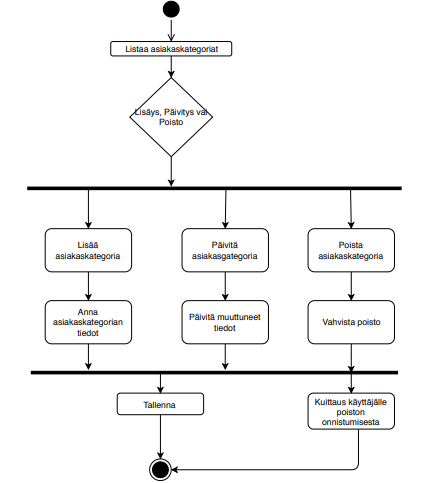 Listaa asiakaskategoriat
Lisäys, Päivitys vai
Poisto
Lisää
asiakaskategoria
Päivitä
asiakasgategoria
Poista
asiakaskategoria
Anna
asiakaskategorian
tiedot
Päivitä muuttuneet
tiedot
Vahvista poisto
Tallenna
Kuittaus käyttäjälle
poiston
onnistumisesta